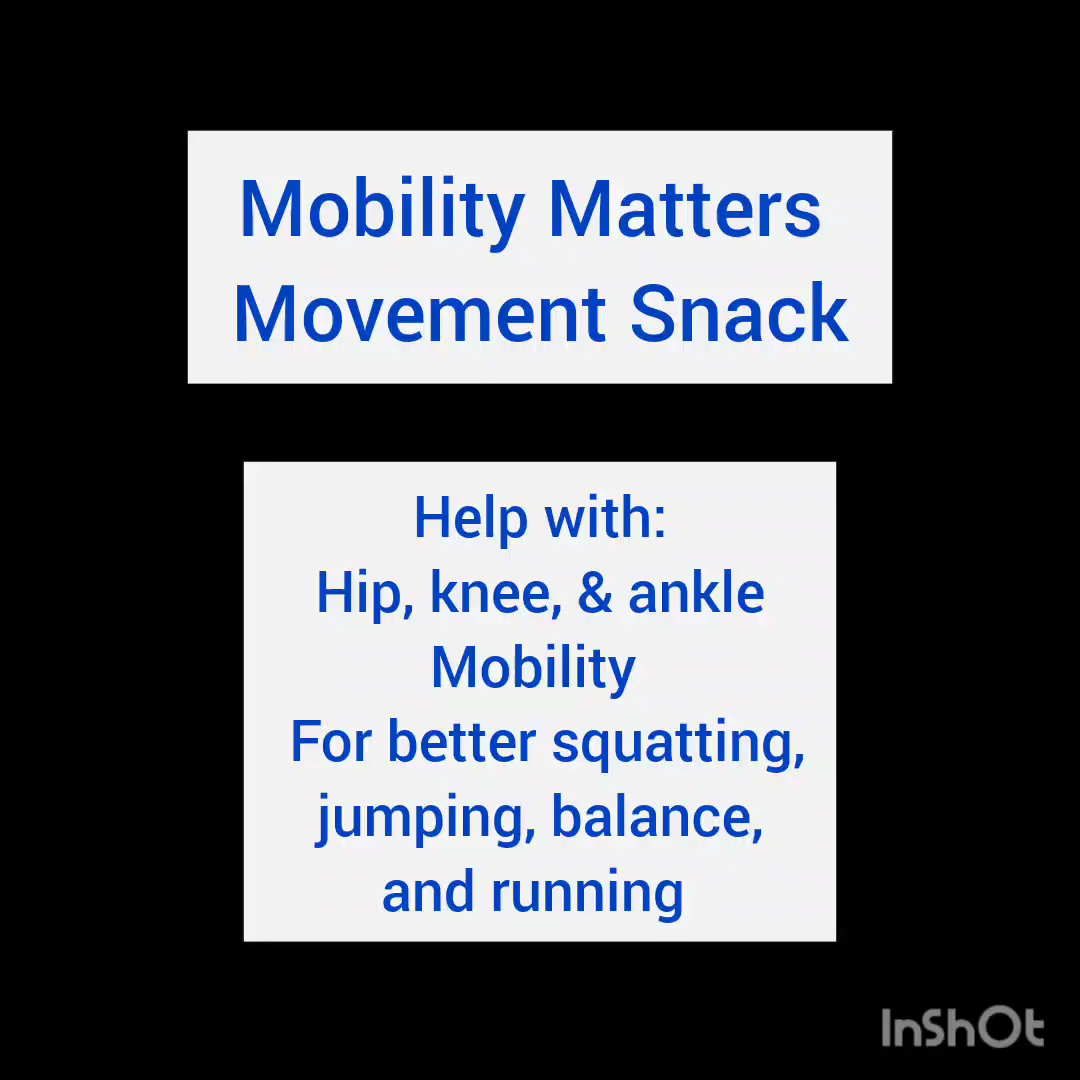 Mobility Matters
Movement Snack
Help with:
Hip, knee, & ankle
Mobility
For better squatting,
jumping, balance,
and running
InShOt